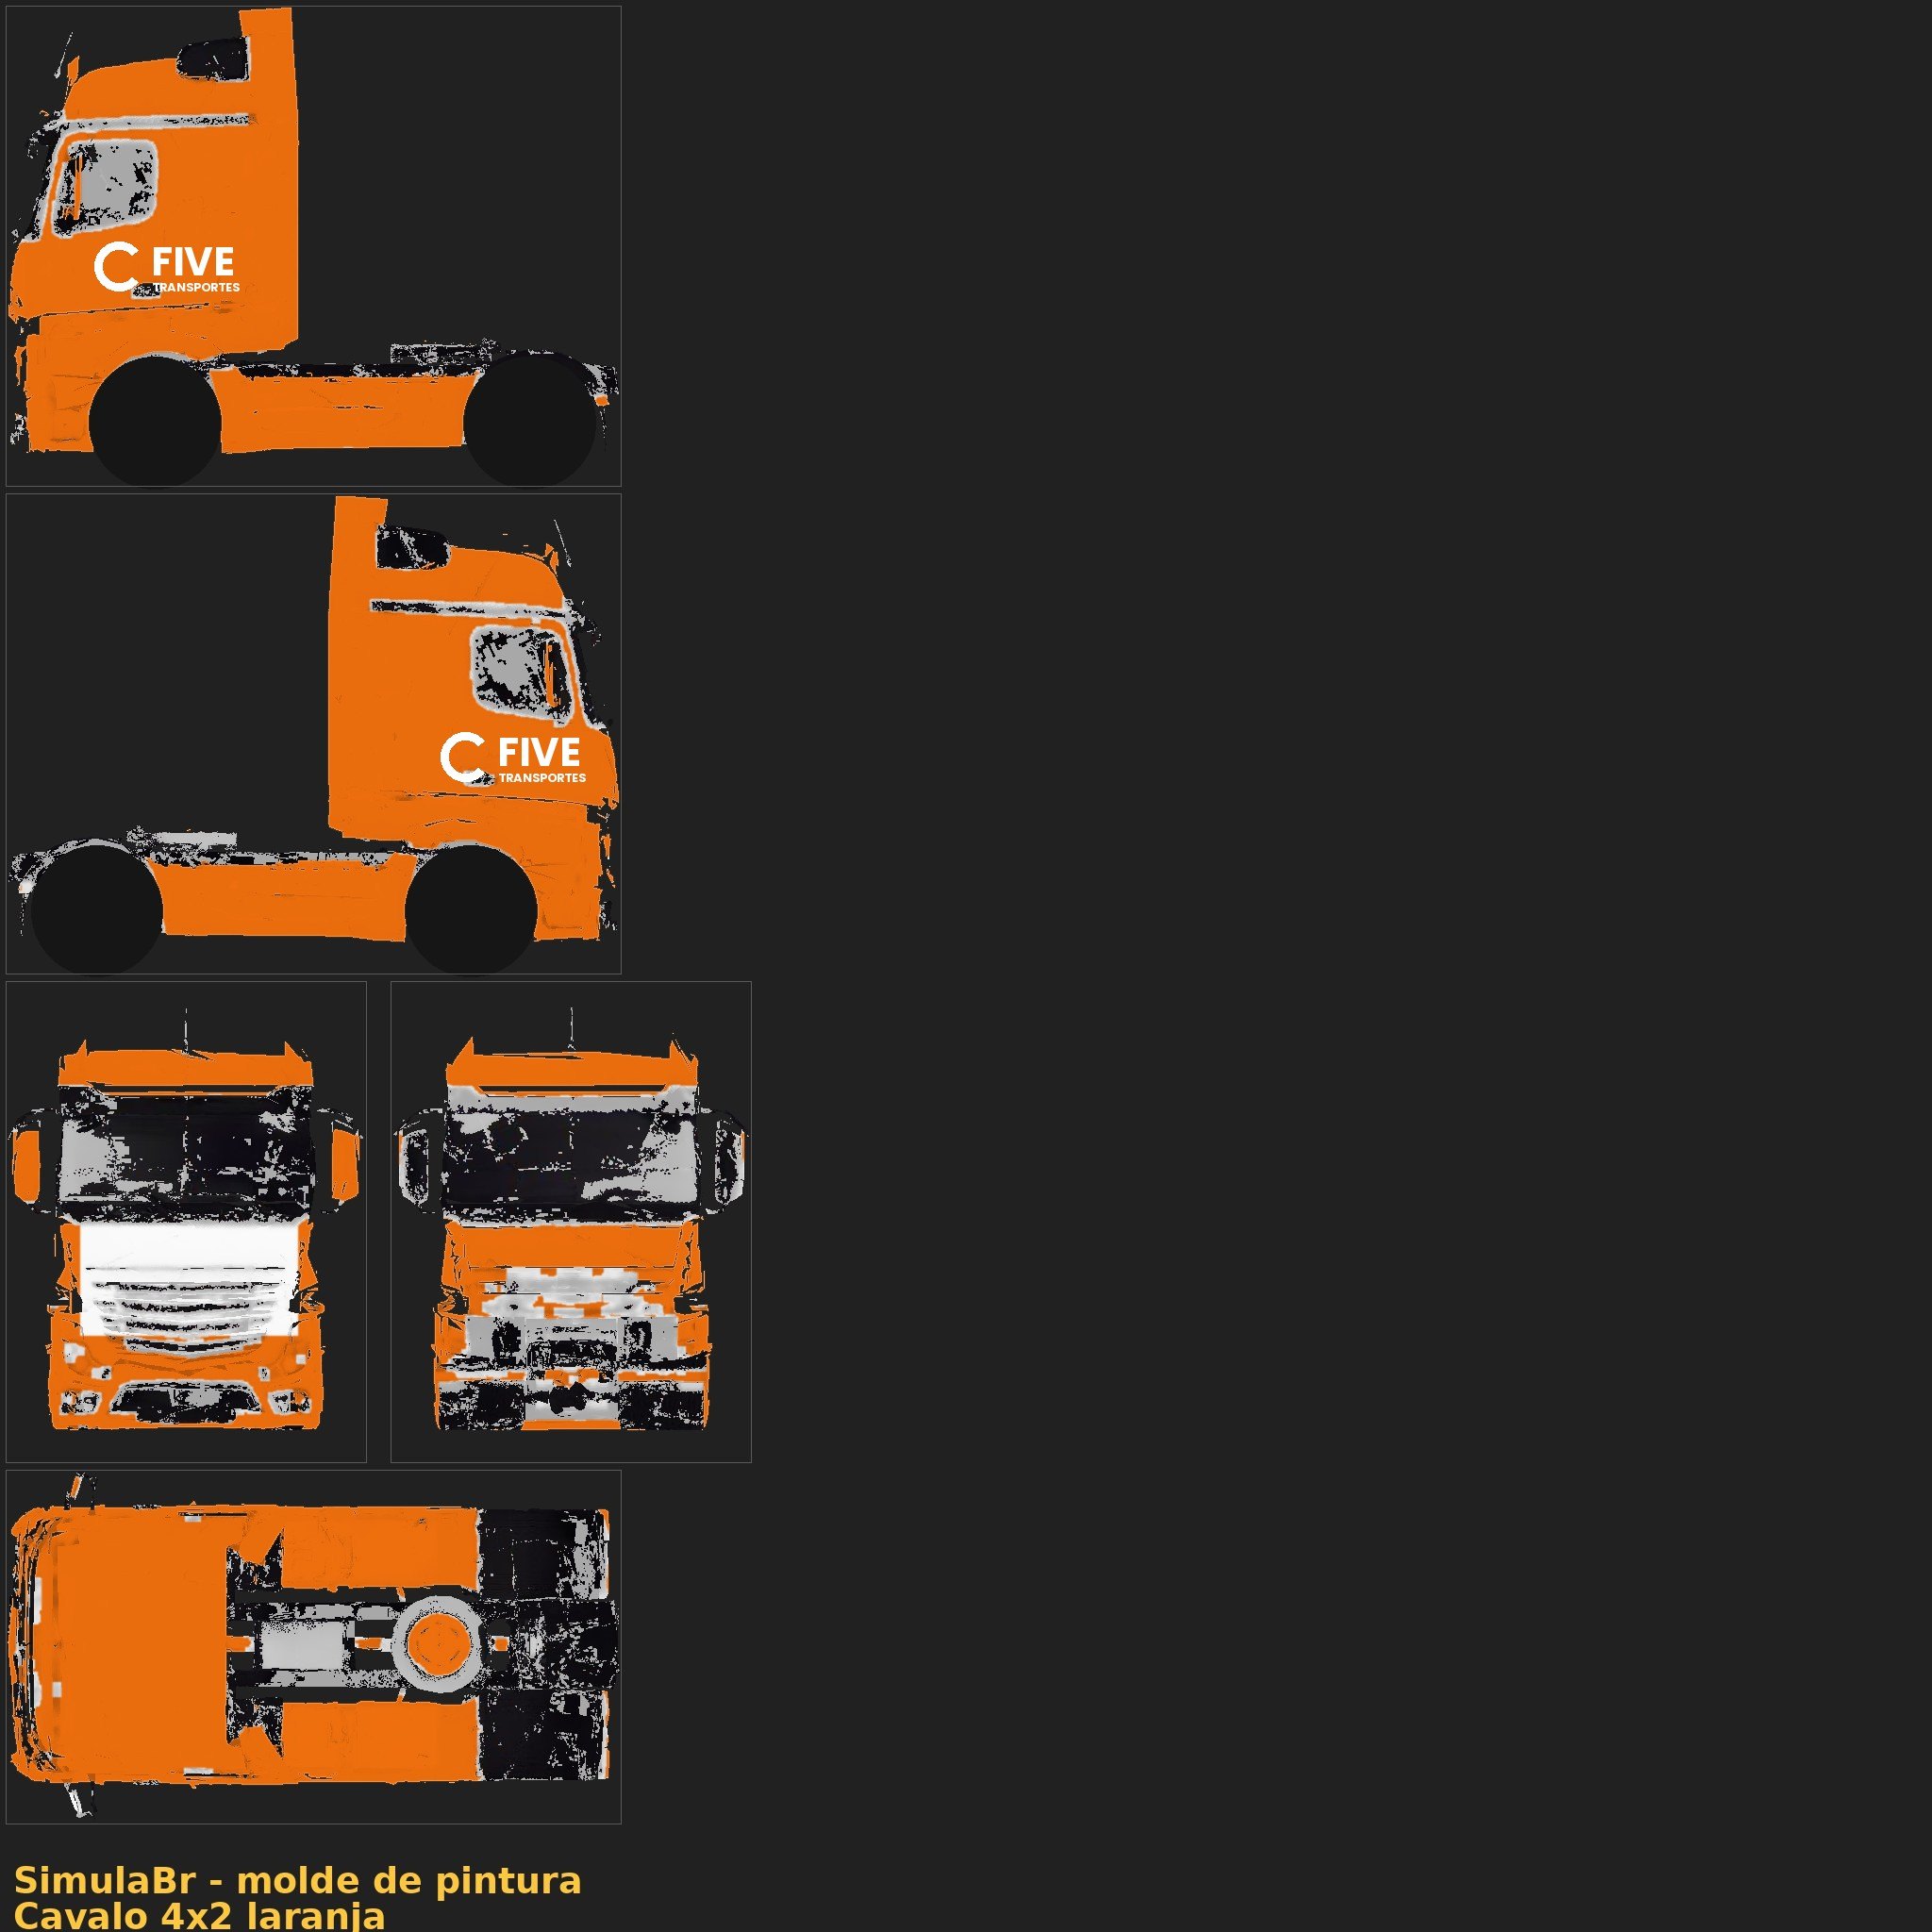 FIVE
TRANSPORTES
FIVE
TRANSPORTES
SimulaBr - molde de pintura
Cavalo 4x2 laranja